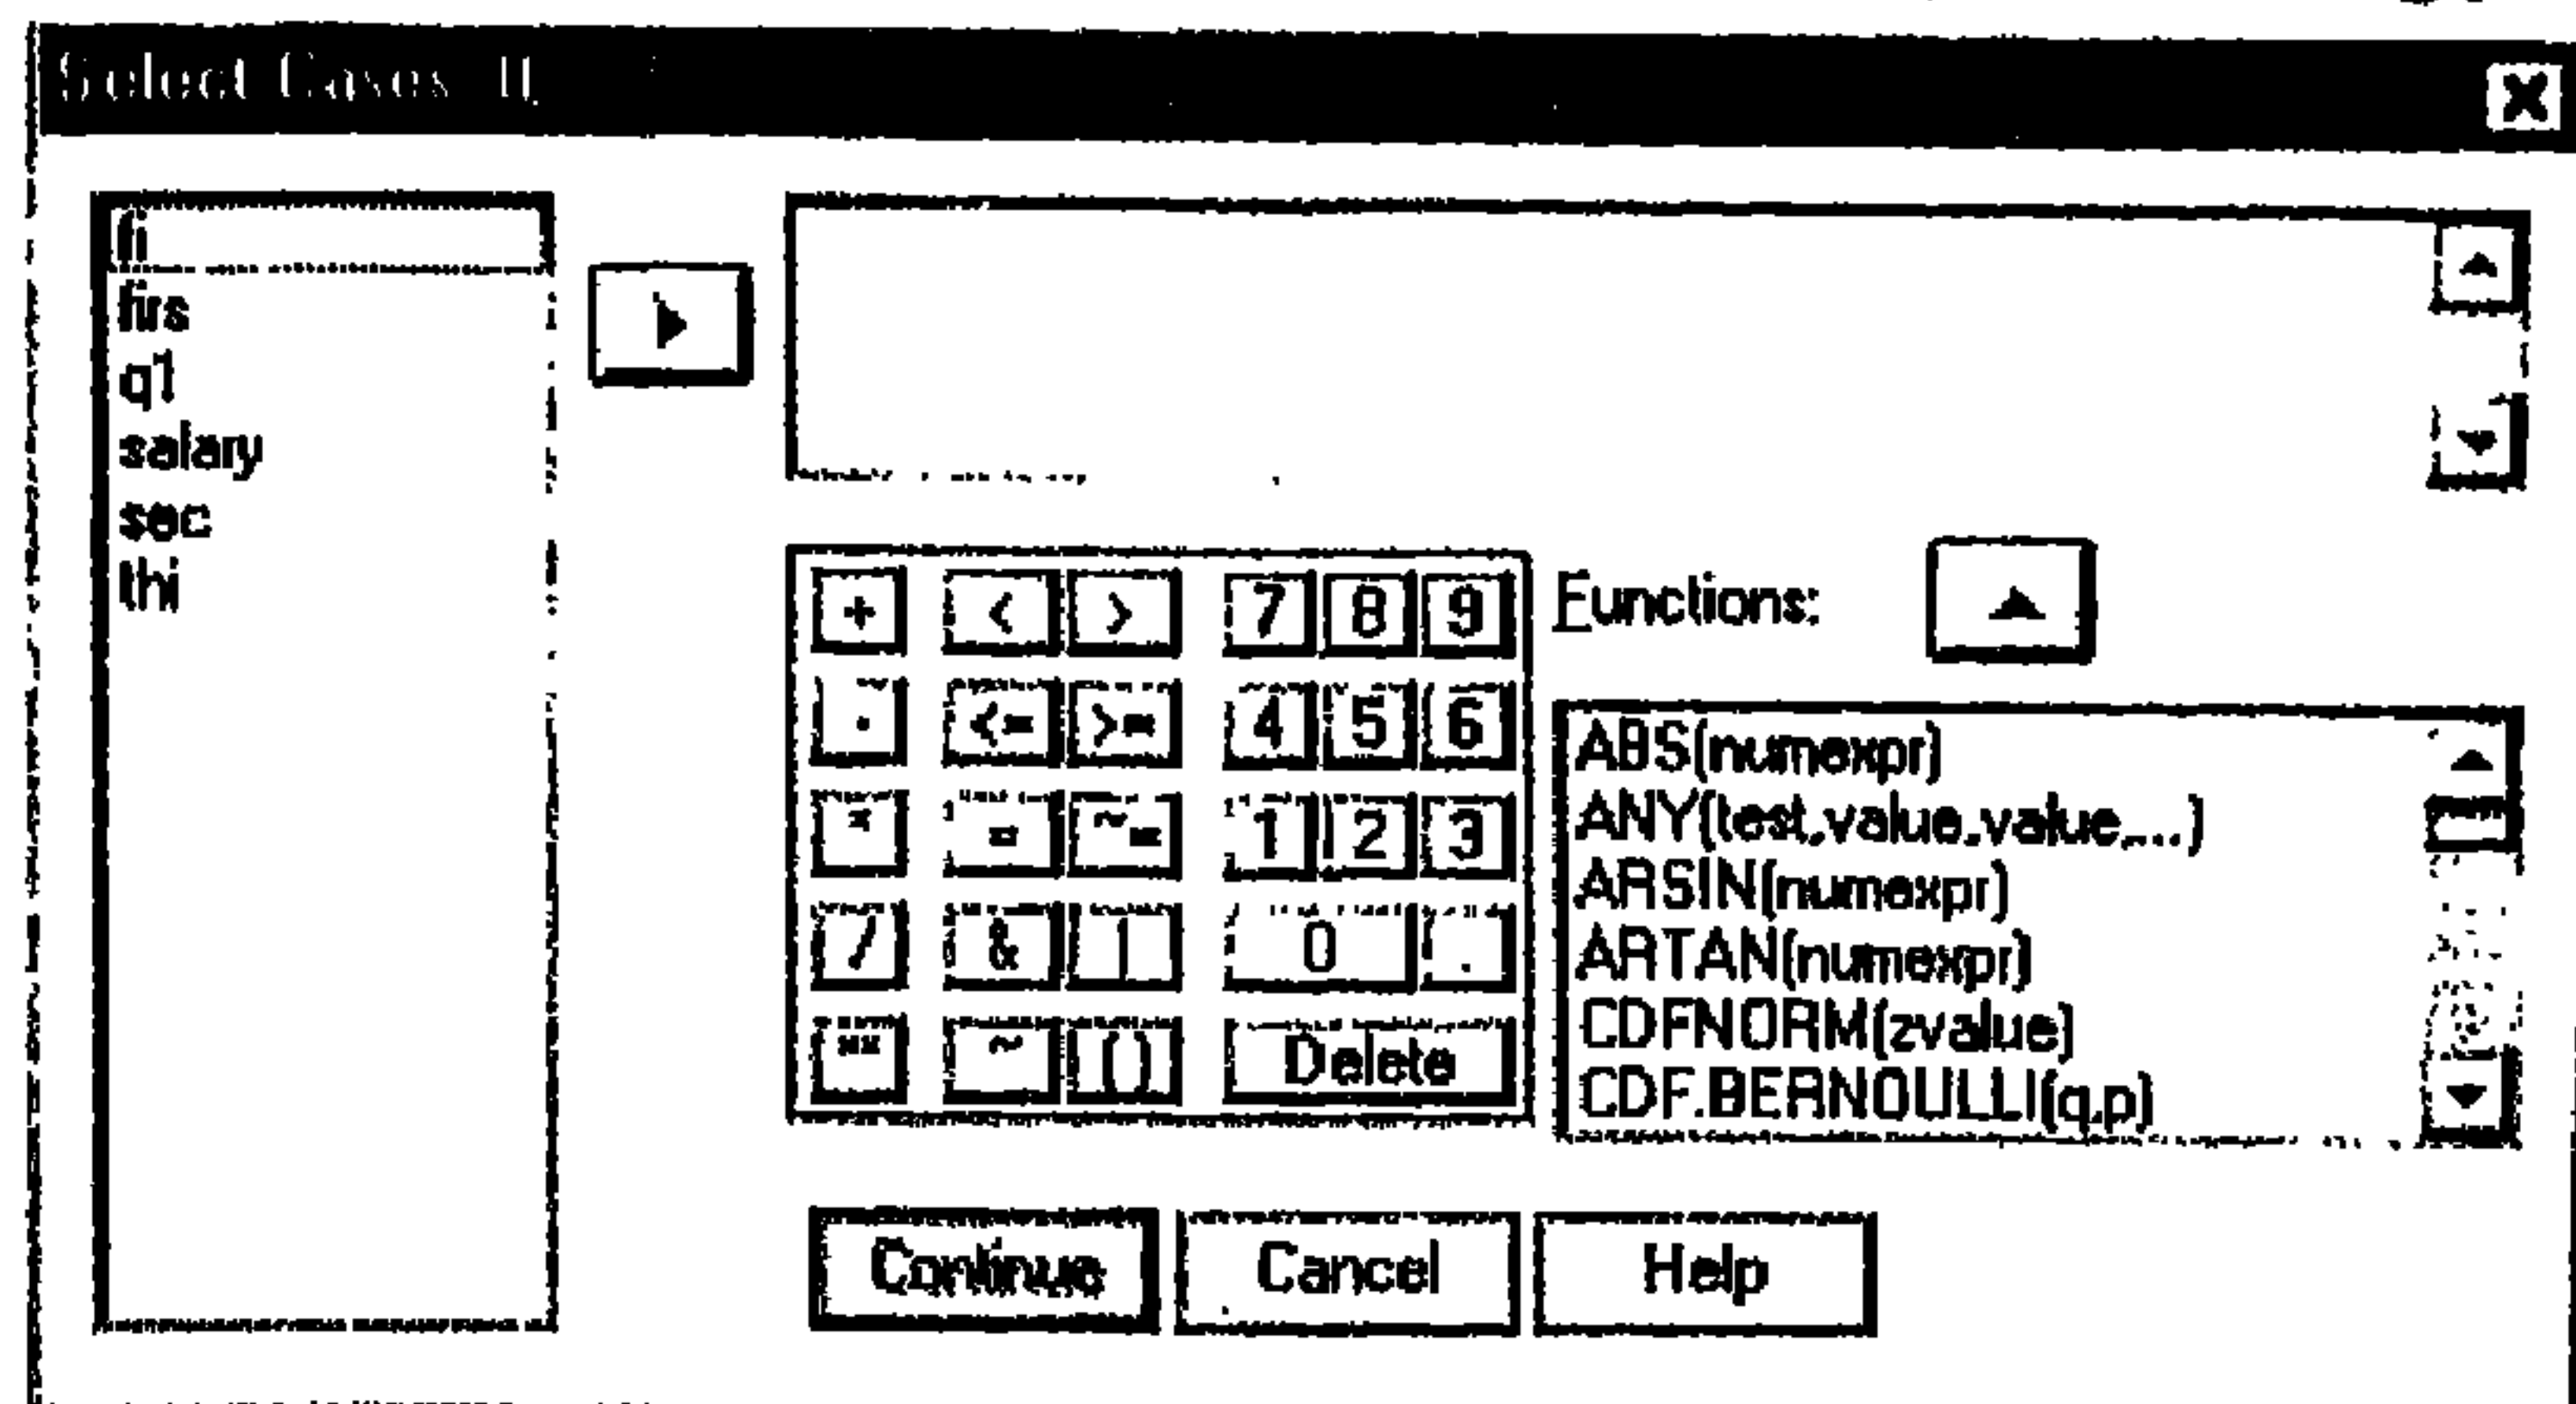 Select Cases: If
fi
firs
q1
salary
sec
thi
+ < > 7 8 9
- <= >= 4 5 6
* = ~= 1 2 3
/ & | 0 .
** ~ () Delete
Functions:
ABS(numexpr)
ANY(test,value,value,...)
ARSIN(numexpr)
ARTAN(numexpr)
CDFNORM(zvalue)
CDF.BERNOULLI(q,p)
Continue Cancel Help